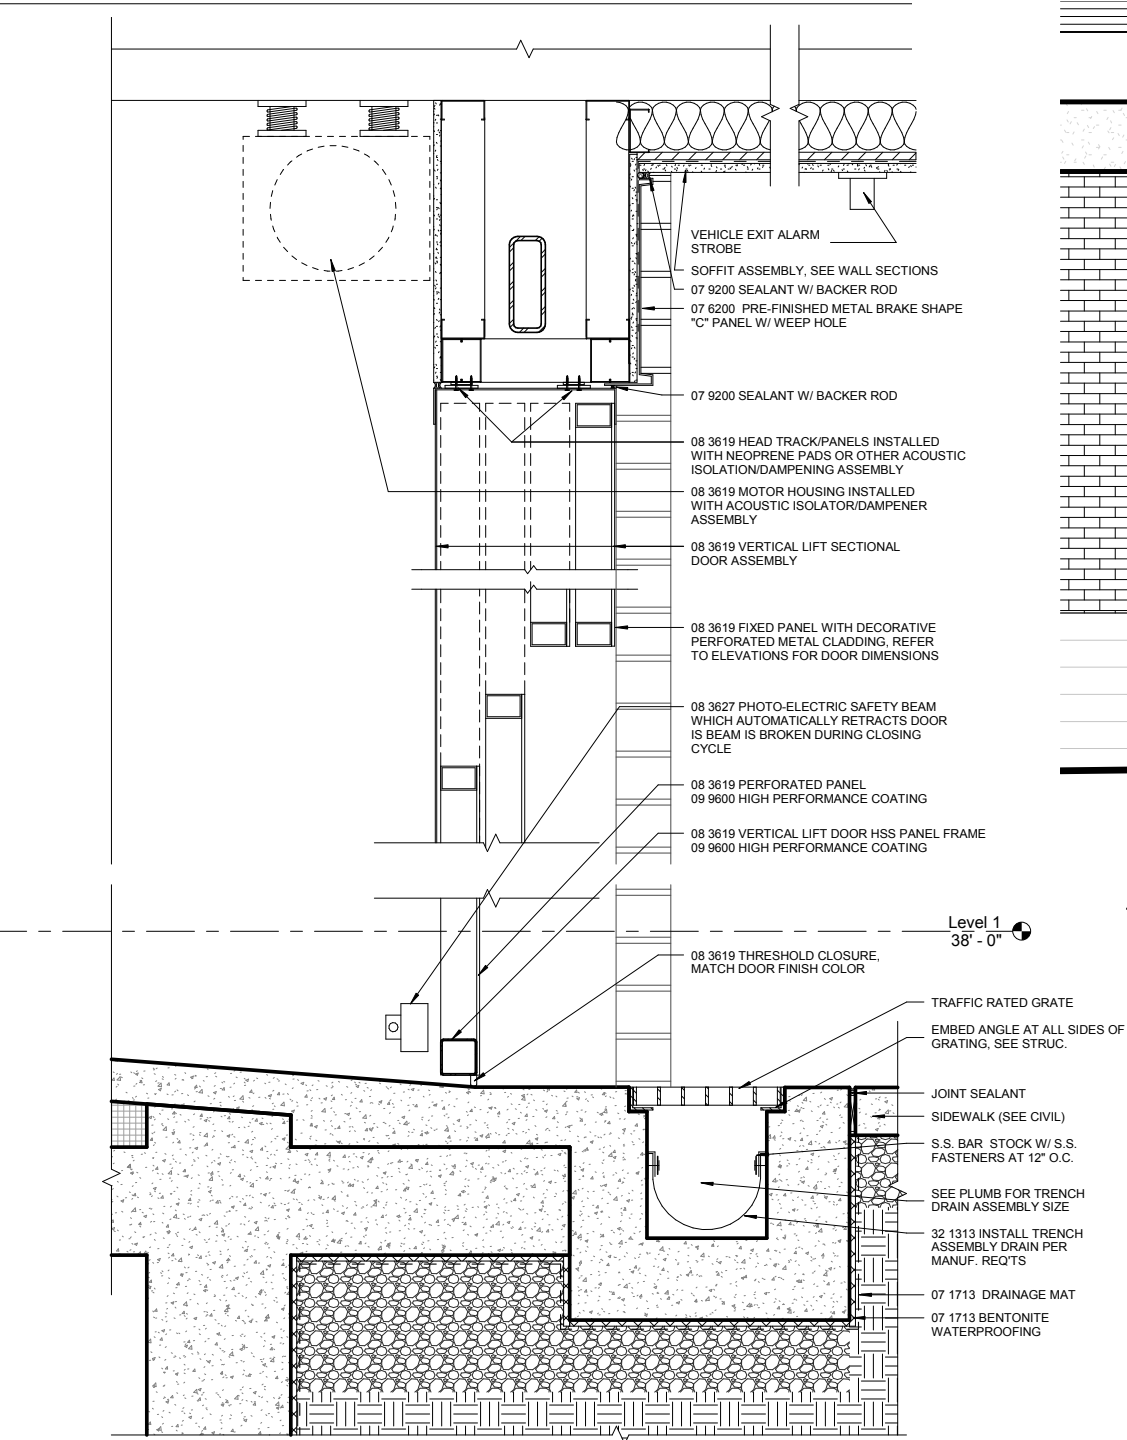 VEHICLE EXIT ALARM
STROBE
SOFFIT ASSEMBLY, SEE WALL SECTIONS
07 9200 SEALANT W/ BACKER ROD
07 6200 PRE-FINISHED METAL BRAKE SHAPE
"C" PANEL W/ WEEP HOLE
07 9200 SEALANT W/ BACKER ROD
08 3619 HEAD TRACK/PANELS INSTALLED
WITH NEOPRENE PADS OR OTHER ACOUSTIC
ISOLATION/DAMPENING ASSEMBLY
08 3619 MOTOR HOUSING INSTALLED
WITH ACOUSTIC ISOLATOR/DAMPENER
ASSEMBLY
08 3619 VERTICAL LIFT SECTIONAL
DOOR ASSEMBLY
08 3619 FIXED PANEL WITH DECORATIVE
PERFORATED METAL CLADDING, REFER
TO ELEVATIONS FOR DOOR DIMENSIONS
08 3627 PHOTO-ELECTRIC SAFETY BEAM
WHICH AUTOMATICALLY RETRACTS DOOR
IS BEAM IS BROKEN DURING CLOSING
CYCLE
08 3619 PERFORATED PANEL
09 9600 HIGH PERFORMANCE COATING
08 3619 VERTICAL LIFT DOOR HSS PANEL FRAME
09 9600 HIGH PERFORMANCE COATING
Level 1
38' - 0"
08 3619 THRESHOLD CLOSURE,
MATCH DOOR FINISH COLOR
TRAFFIC RATED GRATE
EMBED ANGLE AT ALL SIDES OF
GRATING, SEE STRUC.
JOINT SEALANT
SIDEWALK (SEE CIVIL)
S.S. BAR STOCK W/ S.S.
FASTENERS AT 12" O.C.
SEE PLUMB FOR TRENCH
DRAIN ASSEMBLY SIZE
32 1313 INSTALL TRENCH
ASSEMBLY DRAIN PER
MANUF. REQ'TS
07 1713 DRAINAGE MAT
07 1713 BENTONITE
WATERPROOFING